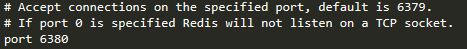 # Accept connections on the specified port, default is 6379.
# If port 0 is specified Redis will not listen on a TCP socket.
port 6380